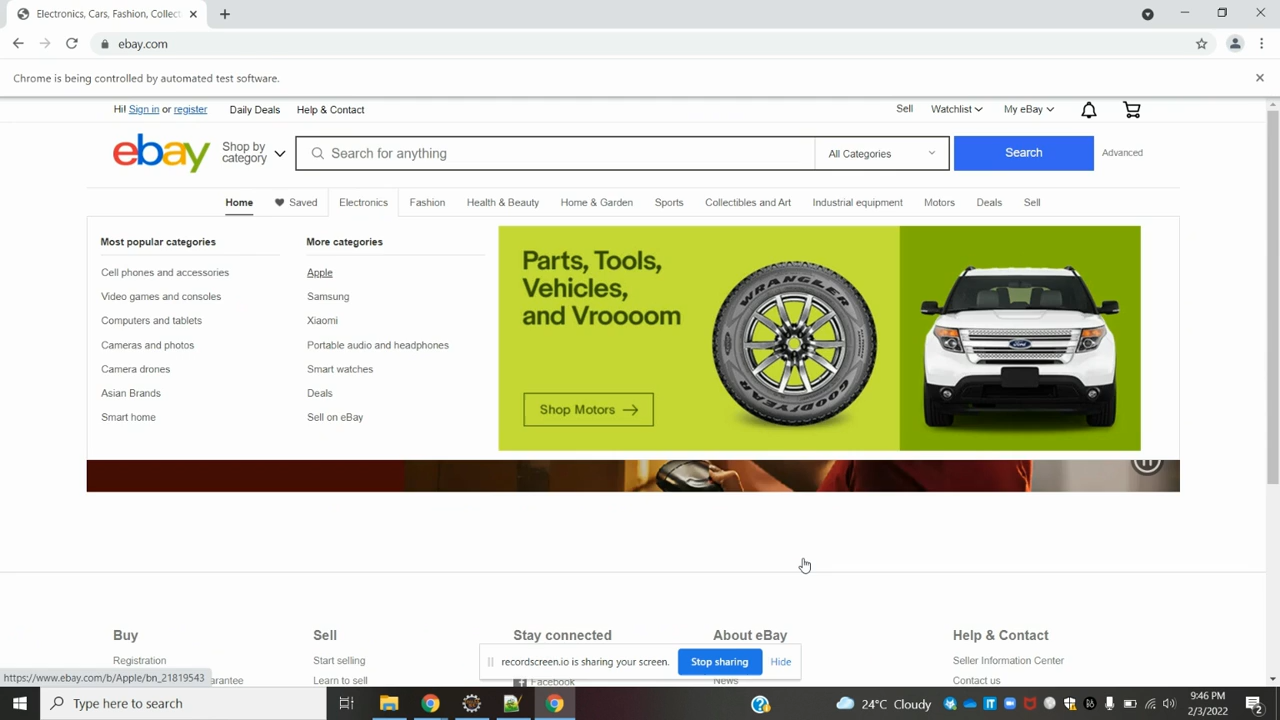 Electronics, Cars, Fashion, Collect
ebay.com
Chrome is being controlled by automated test software.
Hi! Sign in or register Daily Deals Help & Contact Sell Watchlist My eBay
ebay Shop by category Search for anything All Categories Search Advanced
Home Saved Electronics Fashion Health & Beauty Home & Garden Sports Collectibles and Art Industrial equipment Motors Deals Sell
Most popular categories
Cell phones and accessories
Video games and consoles
Computers and tablets
Cameras and photos
Camera drones
Asian Brands
Smart home
More categories
Apple
Samsung
Xiaomi
Portable audio and headphones
Smart watches
Deals
Sell on eBay
Parts, Tools,
Vehicles,
and Vroooom
Shop Motors
WRANGLER
GOODYEAR
Ford
Buy
Registration
arantee
Sell
Start selling
Learn to sell
Stay connected
Facebook
About eBay
News
Help & Contact
Seller Information Center
Contact us
recordscreen.io is sharing your screen. Stop sharing Hide
https://www.ebay.com/b/Apple/bn_21819543
Type here to search
24°C Cloudy
9:46 PM
2/3/2022
2